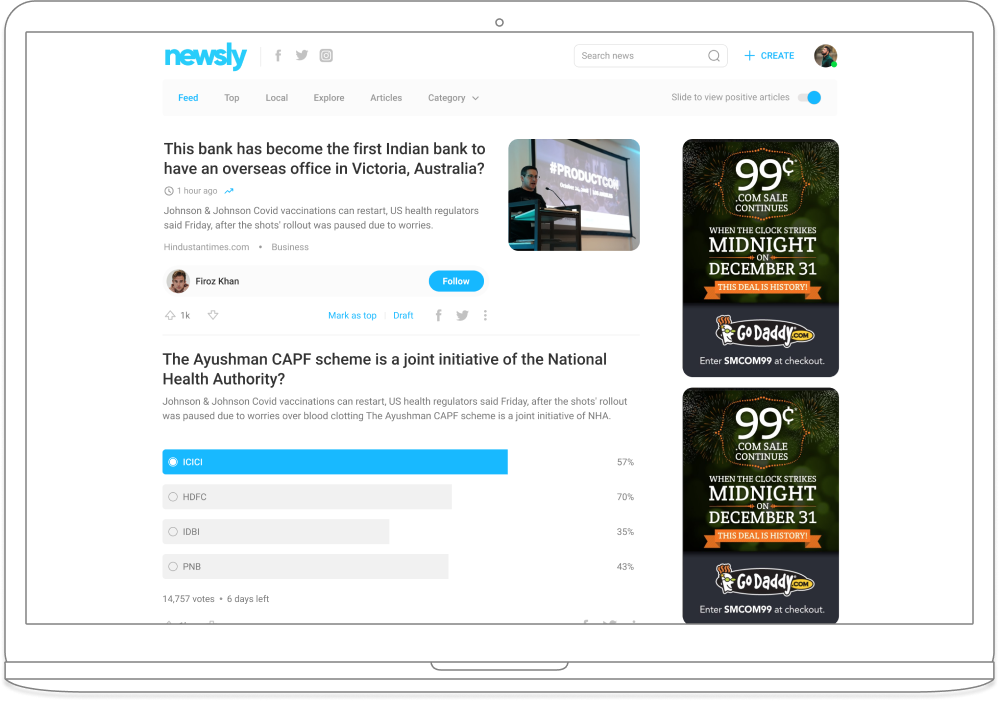 newsly
Search news
CREATE
Feed
Top
Local
Explore
Articles
Category
Slide to view positive articles
This bank has become the first Indian bank to
have an overseas office in Victoria, Australia?
1 hour ago
Johnson & Johnson Covid vaccinations can restart, US health regulators
said Friday, after the shots' rollout was paused due to worries.
Hindustantimes.com • Business
#PRODUCTCON
Firoz Khan
Follow
1k
Mark as top
Draft
The Ayushman CAPF scheme is a joint initiative of the National
Health Authority?
Johnson & Johnson Covid vaccinations can restart, US health regulators said Friday, after the shots' rollout
was paused due to worries over blood clotting The Ayushman CAPF scheme is a joint initiative of NHA.
ICICI
57%
HDFC
70%
IDBI
35%
PNB
43%
14,757 votes • 6 days left
99¢*
.COM SALE
CONTINUES
WHEN THE CLOCK STRIKES
MIDNIGHT
ON
DECEMBER 31
THIS DEAL IS HISTORY!
Go Daddy .COM
Enter SMCOM99 at checkout.
99¢*
.COM SALE
CONTINUES
WHEN THE CLOCK STRIKES
MIDNIGHT
ON
DECEMBER 31
THIS DEAL IS HISTORY!
Go Daddy .COM
Enter SMCOM99 at checkout.